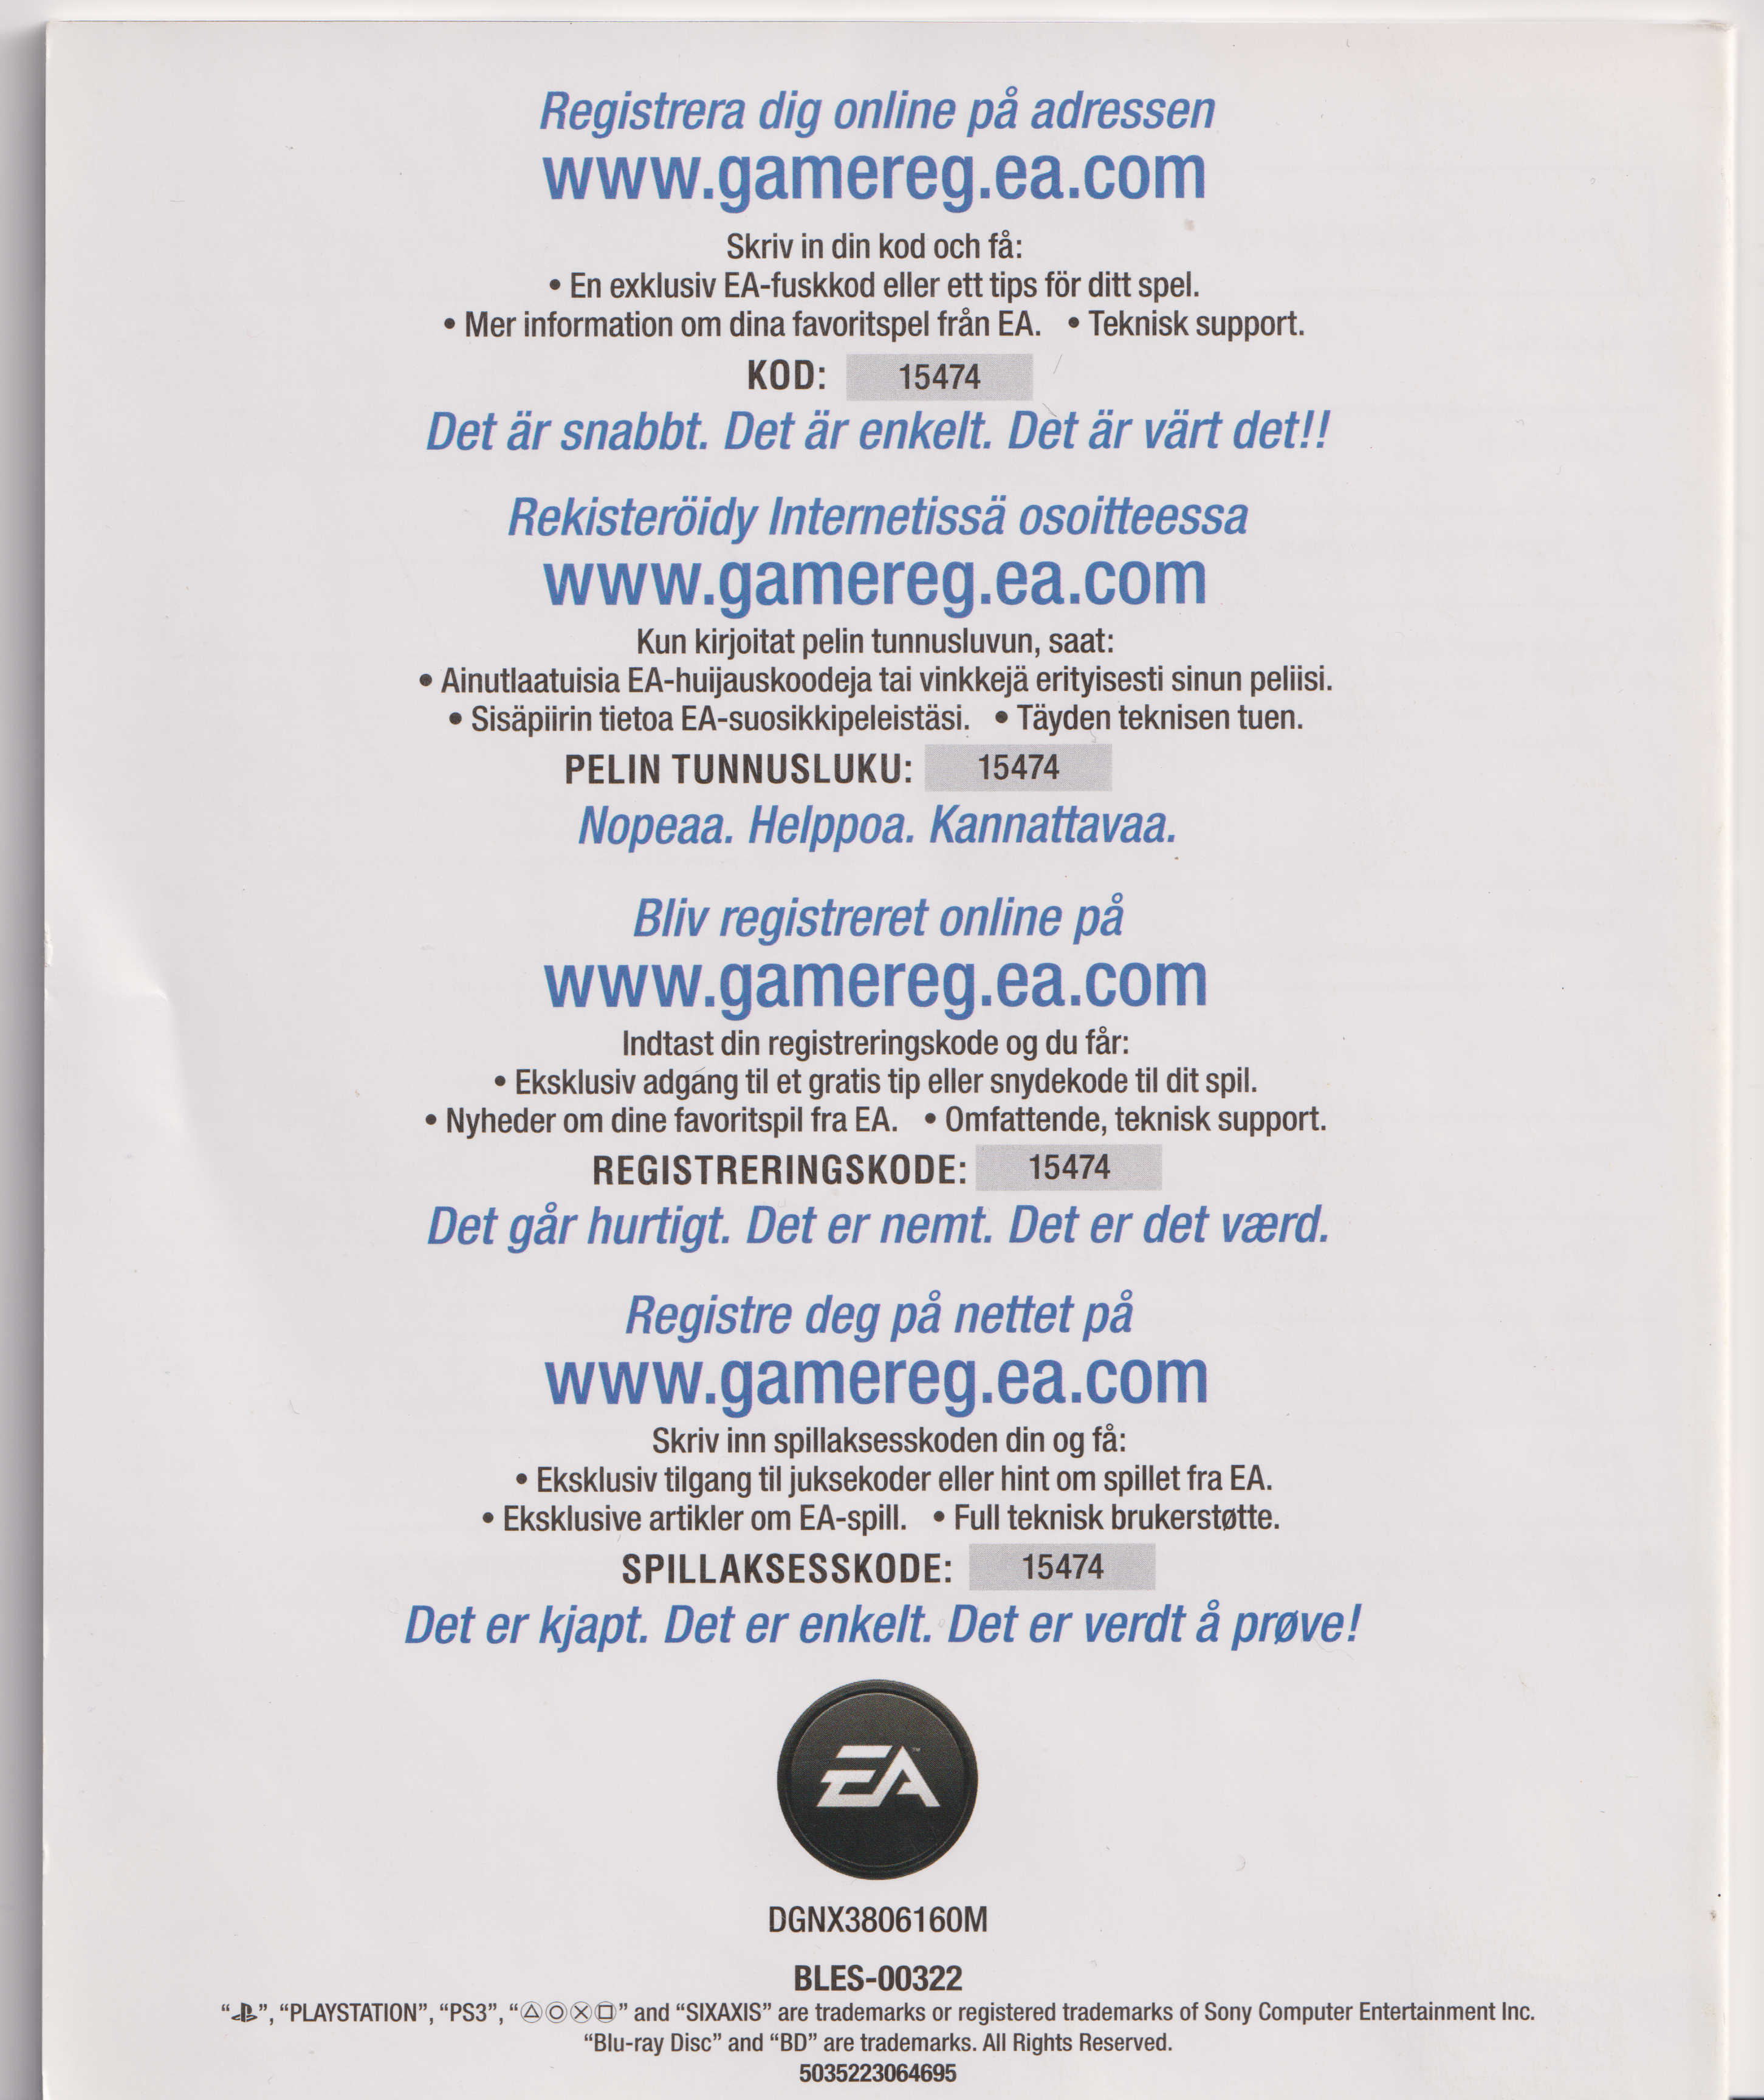 Registrera dig online på adressen
www.gamereg.ea.com
Skriv in din kod och få:
• En exklusiv EA-fuskkod eller ett tips för ditt spel.
• Mer information om dina favoritspel från EA. • Teknisk support.
KOD: 15474
Det är snabbt. Det är enkelt. Det är värt det!!
Rekisteröidy Internetissä osoitteessa
www.gamereg.ea.com
Kun kirjoitat pelin tunnusluvun, saat:
• Ainutlaatuisia EA-huijauskoodeja tai vinkkejä erityisesti sinun peliisi.
• Sisäpiirin tietoa EA-suosikkipeleistäsi. • Täyden teknisen tuen.
PELIN TUNNUSLUKU: 15474
Nopeaa. Helppoa. Kannattavaa.
Bliv registreret online på
www.gamereg.ea.com
Indtast din registreringskode og du får:
• Eksklusiv adgang til et gratis tip eller snydekode til dit spil.
• Nyheder om dine favoritspil fra EA. • Omfattende, teknisk support.
REGISTRERINGSKODE: 15474
Det går hurtigt. Det er nemt. Det er det værd.
Registre deg på nettet på
www.gamereg.ea.com
Skriv inn spillaksesskoden din og få:
• Eksklusiv tilgang til juksekoder eller hint om spillet fra EA.
• Eksklusive artikler om EA-spill. • Full teknisk brukerstøtte.
SPILLAKSESSKODE: 15474
Det er kjapt. Det er enkelt. Det er verdt å prøve!
EA™
DGNX3806160M
BLES-00322
“ ”, “PLAYSTATION”, “PS3”, “△○✕□” and “SIXAXIS” are trademarks or registered trademarks of Sony Computer Entertainment Inc.
“Blu-ray Disc” and “BD” are trademarks. All Rights Reserved.
5035223064695